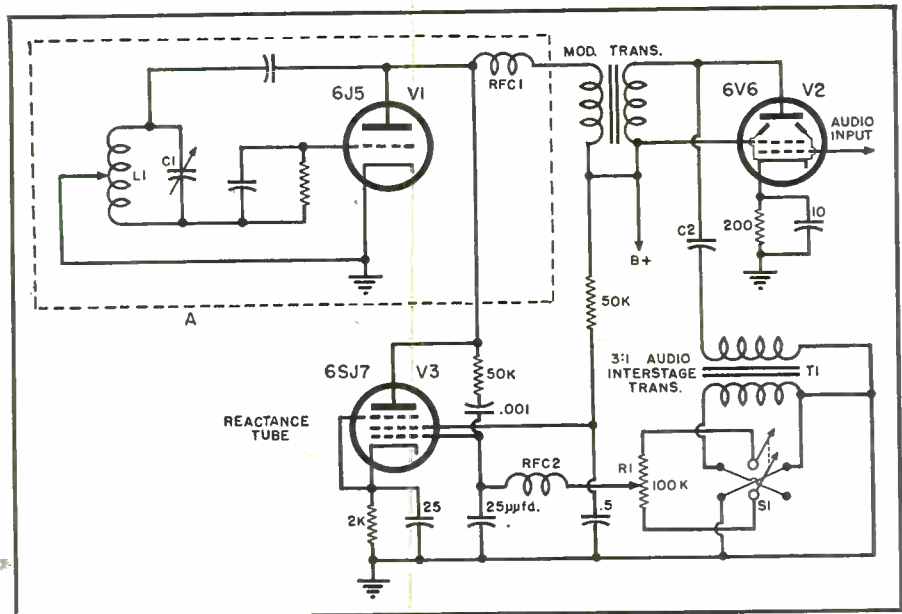 MOD. TRANS.
6J5 V1
RFC1
6V6 V2
AUDIO
INPUT
C1
L1
200
10
C2
B+
A
50K
3:1 AUDIO
INTERSTAGE
TRANS.
T1
6SJ7 V3
50K
.001
REACTANCE
TUBE
RFC2
R1
100K
S1
2K
25
25μμfd.
.5